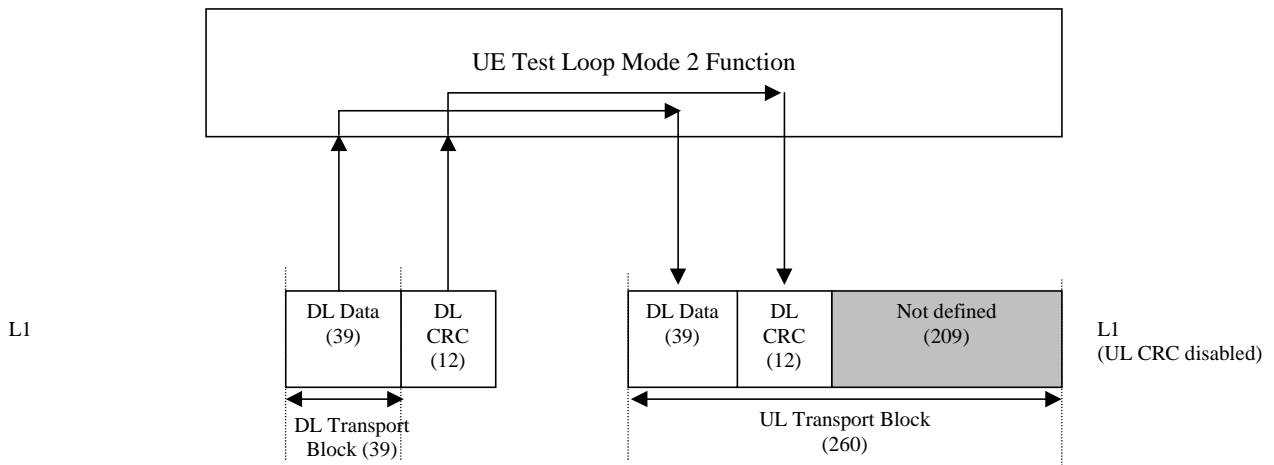 UE Test Loop Mode 2 Function
L1
DL Data
(39)
DL
CRC
(12)
DL Transport
Block (39)
DL Data
(39)
DL
CRC
(12)
Not defined
(209)
UL Transport Block
(260)
L1
(UL CRC disabled)